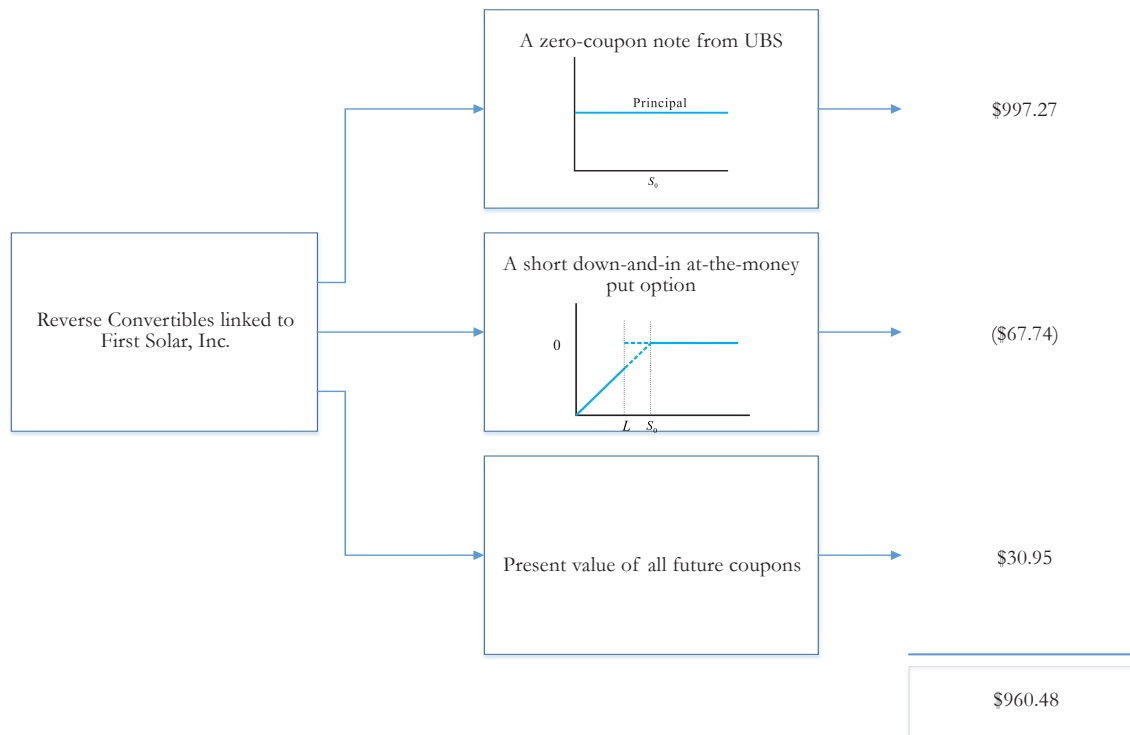 A zero-coupon note from UBS
Principal
S₀
$997.27
Reverse Convertibles linked to
First Solar, Inc.
A short down-and-in at-the-money
put option
0
L S₀
($67.74)
Present value of all future coupons
$30.95
$960.48